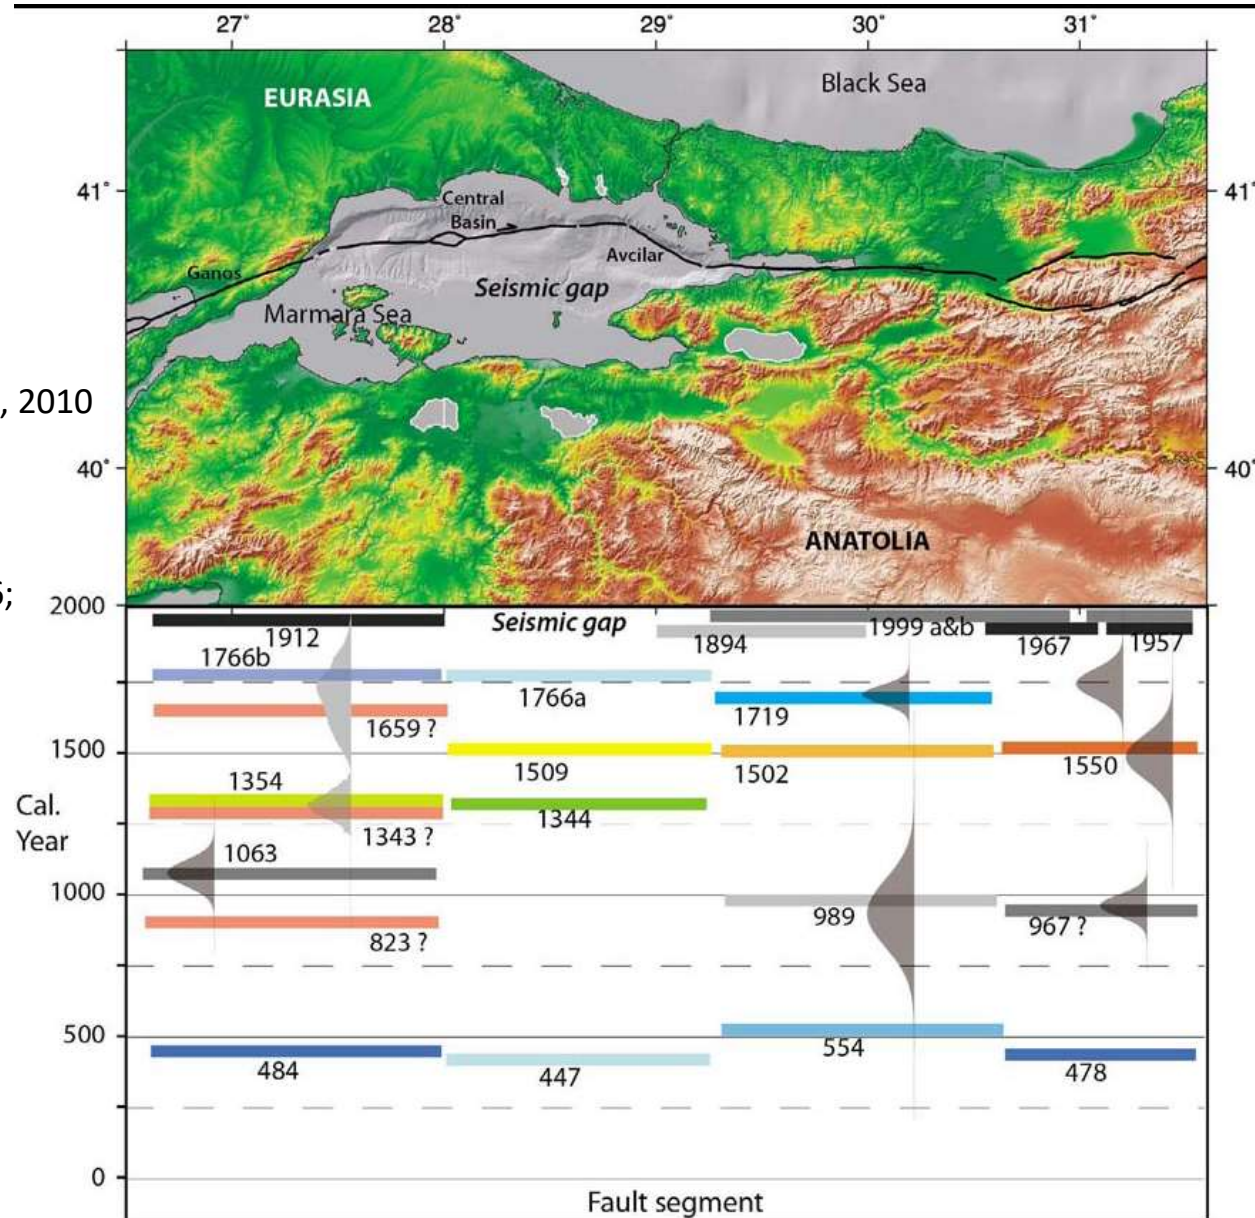 27° 28° 29° 30° 31°
Black Sea
EURASIA
41° 41°
Central
Basin
Avcilar
Ganos
Seismic gap
Marmara Sea
, 2010
40° 40°
ANATOLIA
;
2000
Seismic gap
1912 1894 1999 a&b 1967 1957
1766b
1766a
1659 ? 1719
1500
1509 1502 1550
1354
1344
Cal.
Year
1343 ?
1063
1000
989 967 ?
823 ?
500
554
484 447 478
0
Fault segment